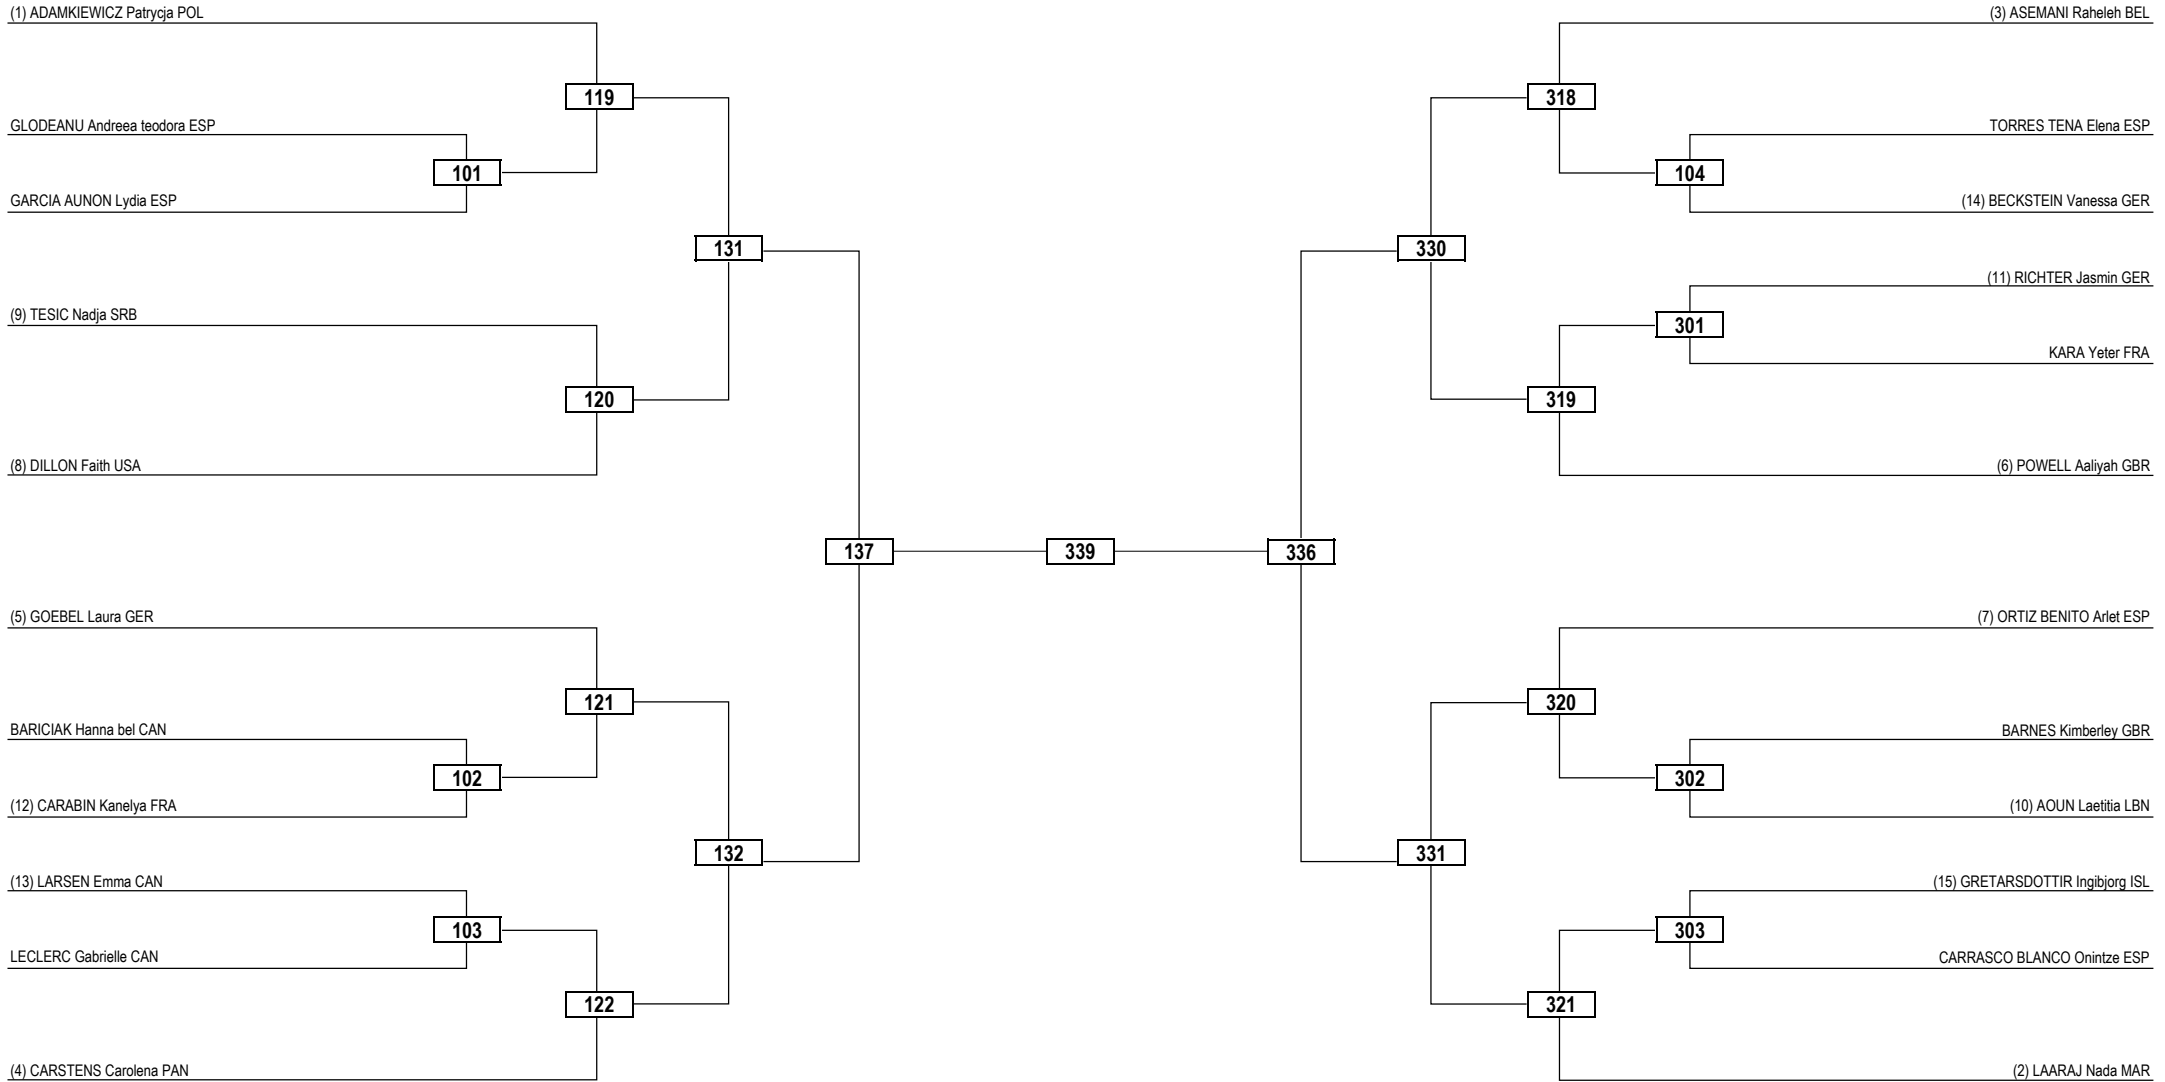 (1) ADAMKIEWICZ Patrycja POL
(3) ASEMANI Raheleh BEL
119
318
GLODEANU Andreea teodora ESP
TORRES TENA Elena ESP
101
104
GARCIA AUNON Lydia ESP
(14) BECKSTEIN Vanessa GER
131
330
(11) RICHTER Jasmin GER
(9) TESIC Nadja SRB
301
KARA Yeter FRA
120
319
(8) DILLON Faith USA
(6) POWELL Aaliyah GBR
137
339
336
(5) GOEBEL Laura GER
(7) ORTIZ BENITO Arlet ESP
121
320
BARICIAK Hanna bel CAN
BARNES Kimberley GBR
102
302
(12) CARABIN Kanelya FRA
(10) AOUN Laetitia LBN
132
331
(13) LARSEN Emma CAN
(15) GRETARSDOTTIR Ingibjorg ISL
103
303
LECLERC Gabrielle CAN
CARRASCO BLANCO Onintze ESP
122
321
(4) CARSTENS Carolena PAN
(2) LAARAJ Nada MAR